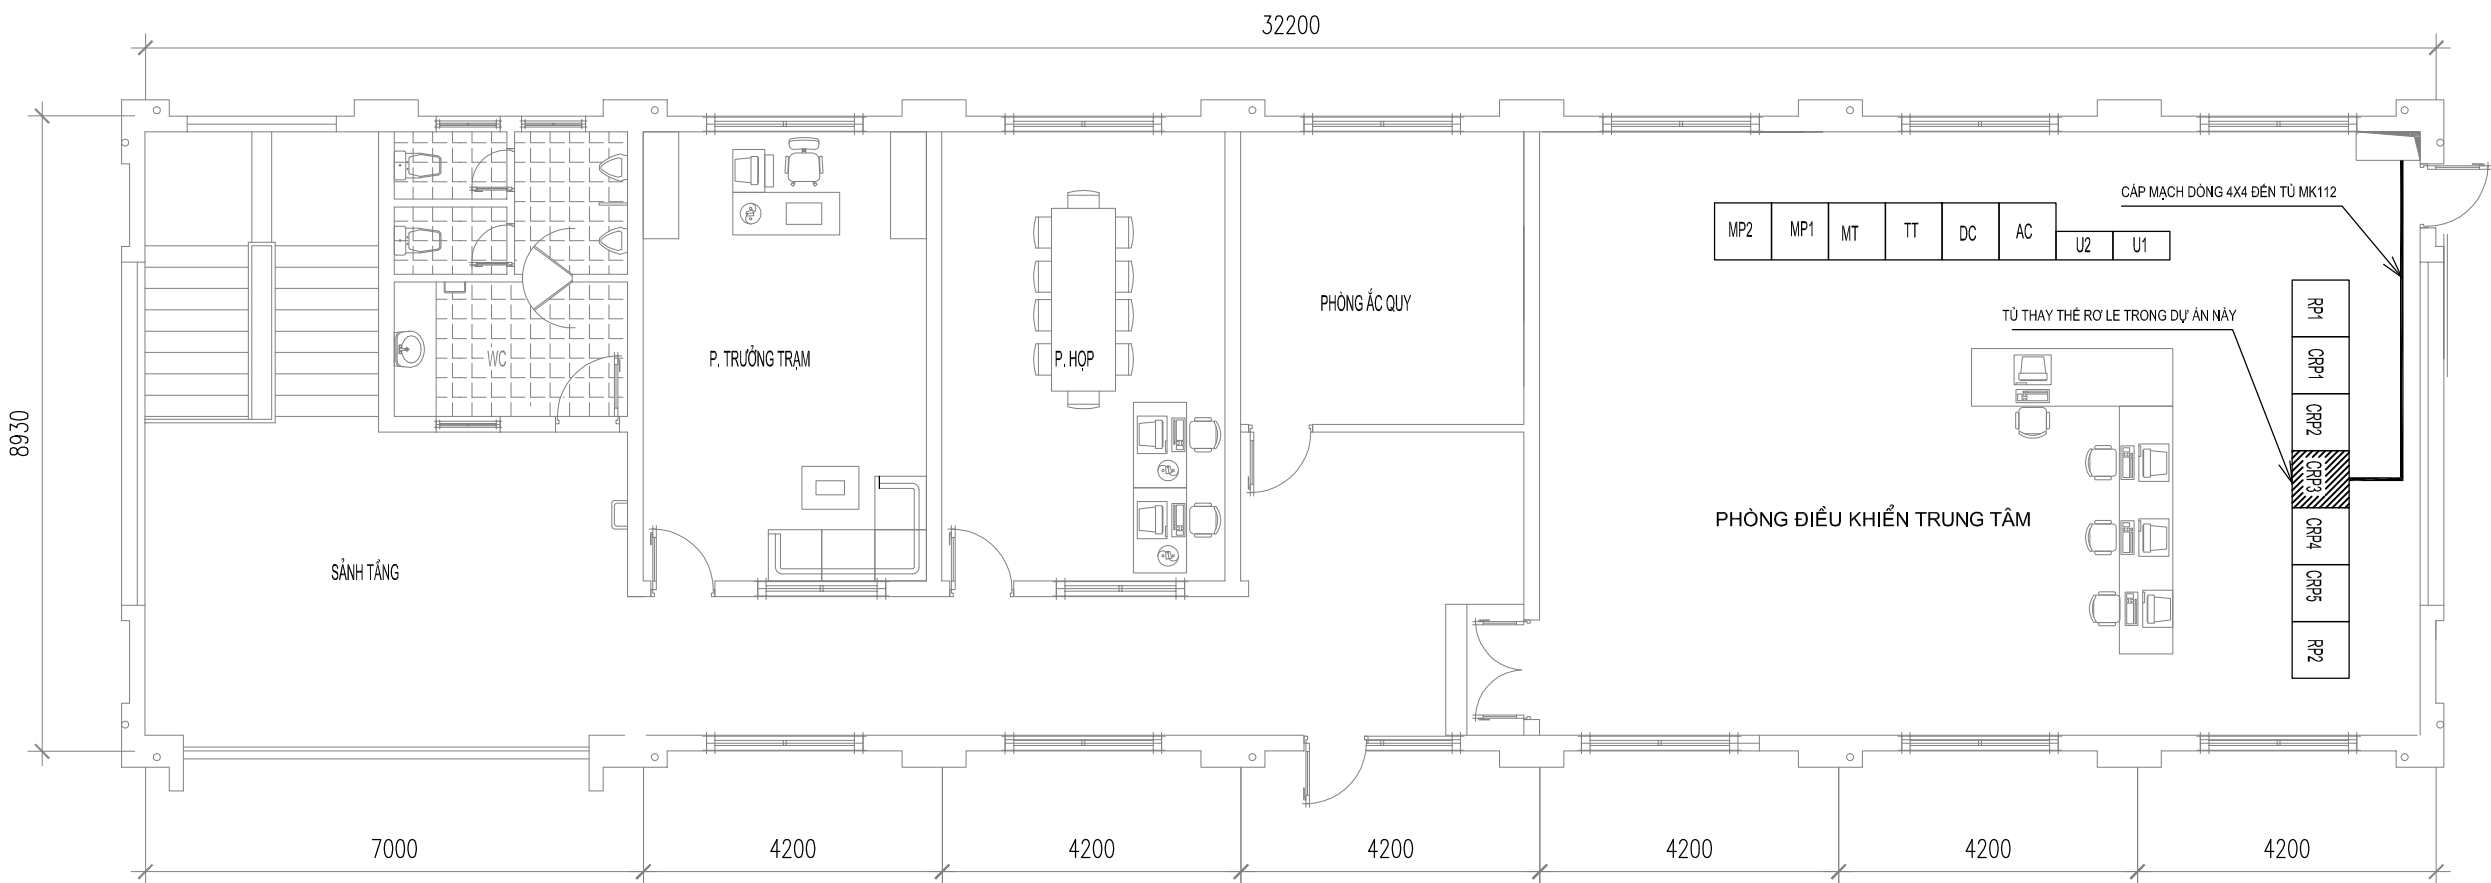 32200
CÁP MẠCH DÒNG 4X4 ĐẾN TỦ MK112
MP2
MP1
MT
TT
DC
AC
U2
U1
PHÒNG ẮC QUY
RP1
TỦ THAY THẾ RƠ LE TRONG DỰ ÁN NÀY
WC
P. TRƯỞNG TRẠM
P. HỌP
CRP1
CRP2
8930
CRP3
PHÒNG ĐIỀU KHIỂN TRUNG TÂM
CRP4
SẢNH TẦNG
CRP5
RP2
7000
4200
4200
4200
4200
4200
4200